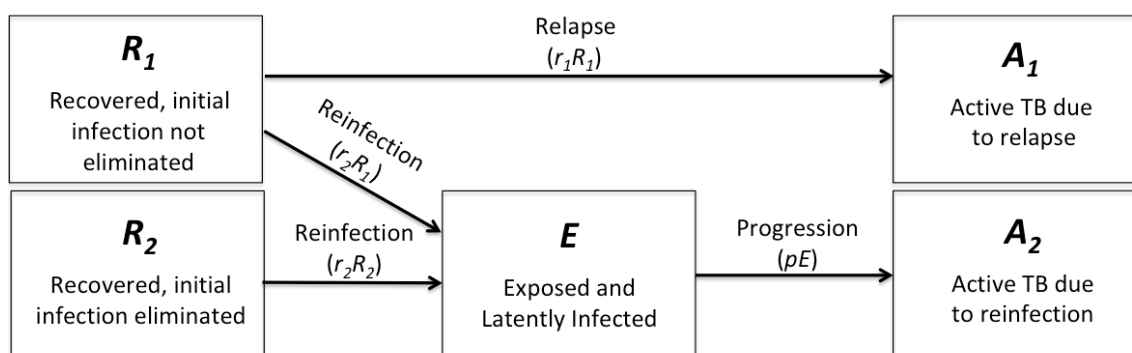 R1
Recovered, initial
infection not
eliminated
Relapse
(r1R1)
A1
Active TB due
to relapse
Reinfection
(r2R1)
R2
Recovered, initial
infection eliminated
Reinfection
(r2R2)
E
Exposed and
Latently Infected
Progression
(pE)
A2
Active TB due
to reinfection